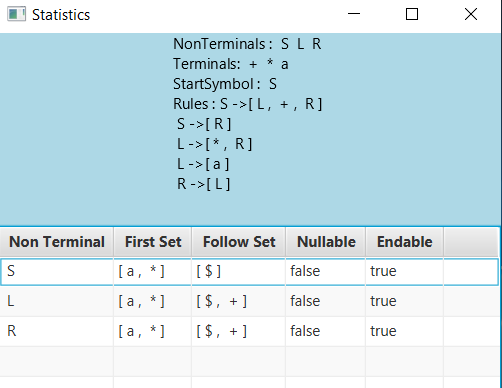 Statistics
NonTerminals : S L R
Terminals: + * a
StartSymbol : S
Rules : S ->[ L , + , R ]
S ->[ R ]
L ->[ * , R ]
L ->[ a ]
R ->[ L ]
Non Terminal First Set Follow Set Nullable Endable
S [ a , * ] [ $ ] false true
L [ a , * ] [ $ , + ] false true
R [ a , * ] [ $ , + ] false true